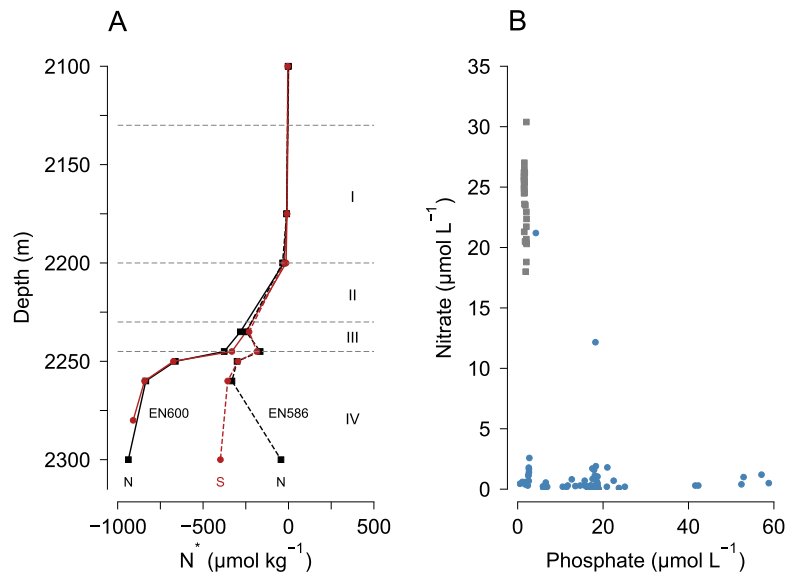 A
2100
2150
2200
2250
2300
Depth (m)
I
II
III
IV
EN600
EN586
N
S
N
−1000
−500
0
500
N* (μmol kg⁻¹)
B
35
30
25
20
15
10
5
0
Nitrate (μmol L⁻¹)
0
20
40
60
Phosphate (μmol L⁻¹)